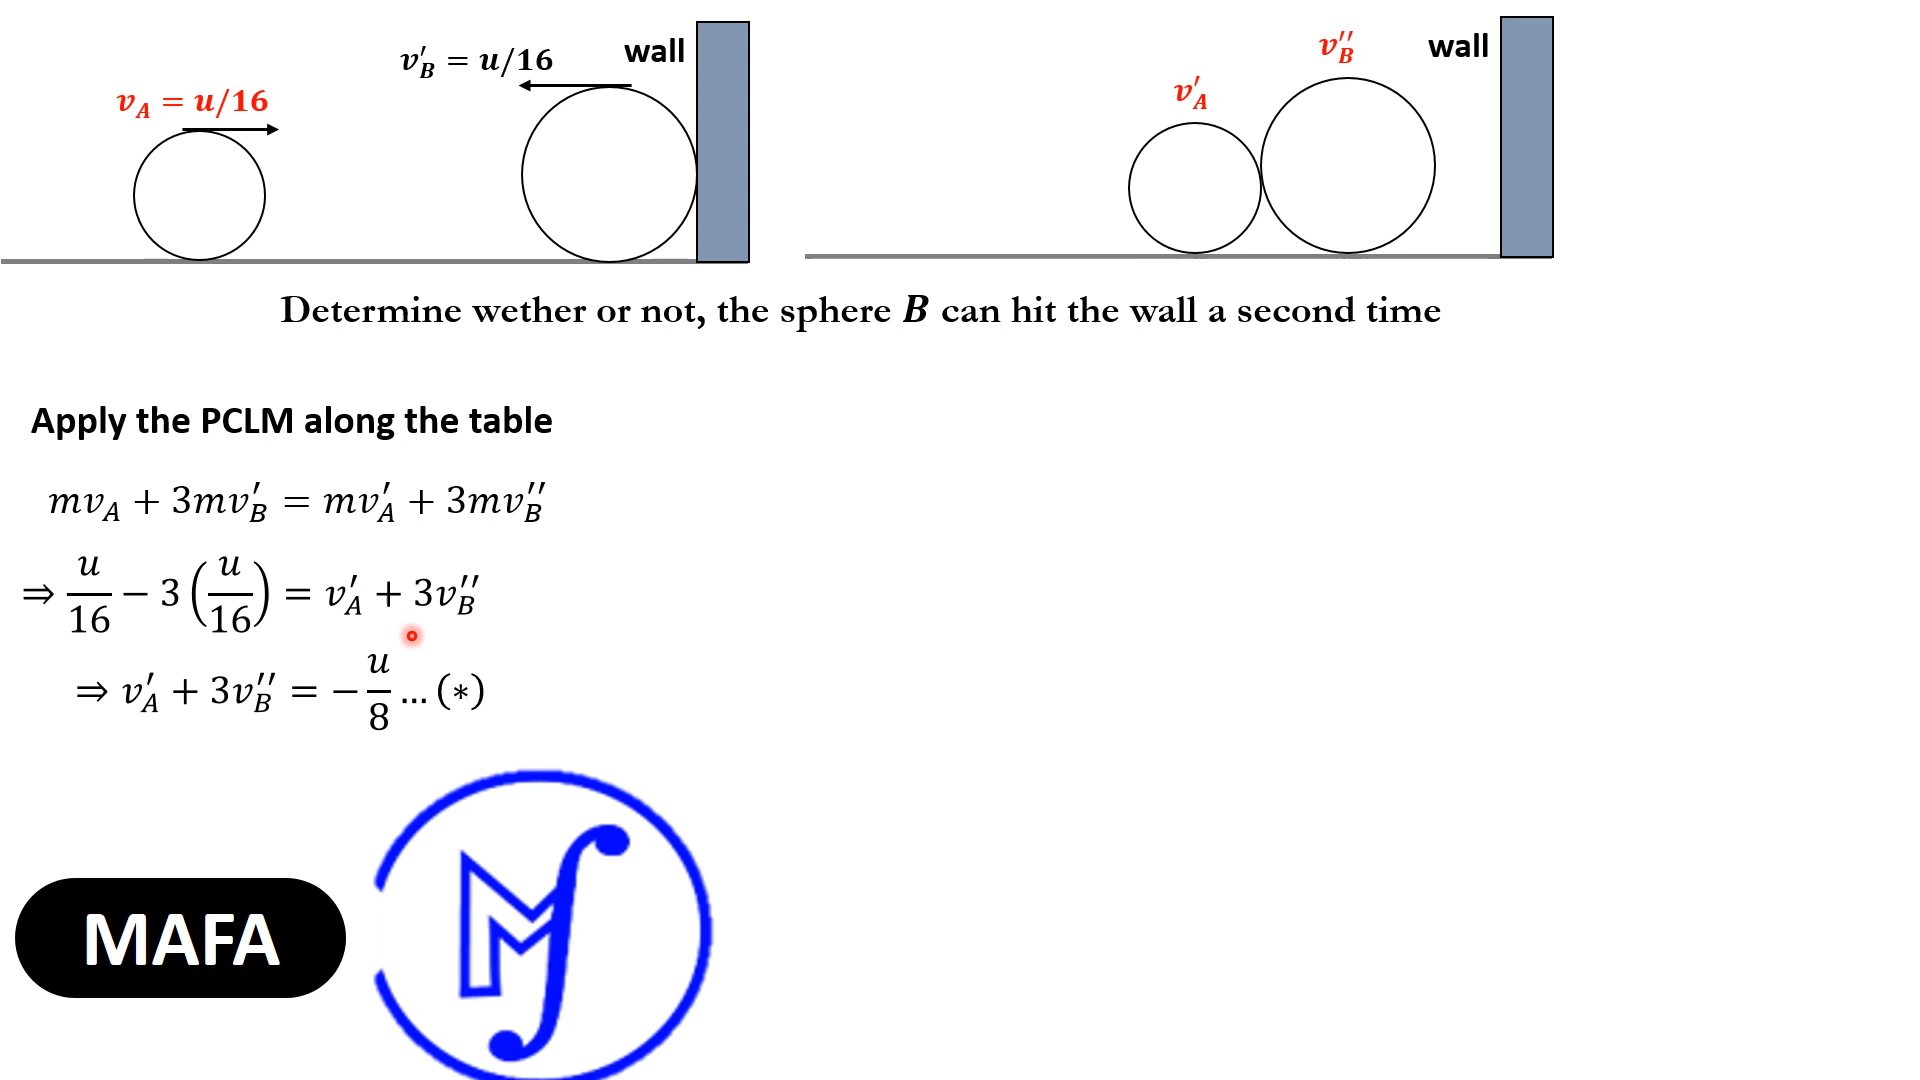 v′_B = u/16
wall
v_A = u/16
v′_A
v′′_B
wall
Determine wether or not, the sphere B can hit the wall a second time
Apply the PCLM along the table
mv_A + 3mv′_B = mv′_A + 3mv′′_B
⇒ u/16 − 3(u/16) = v′_A + 3v′′_B
⇒ v′_A + 3v′′_B = − u/8 … (∗)
MAFA